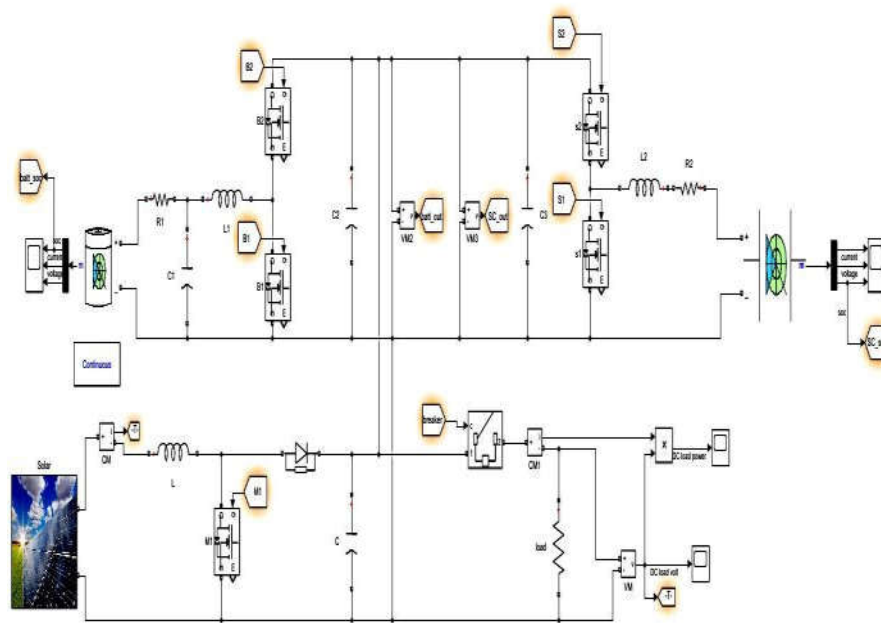 S2
B2
B2
s2
L2
R2
batt_soc
R1
L1
S1
C2
batt_out
SC_out
C3
VM2
VM3
B1
soc
current
voltage
m
C1
B1
s1
m
current
voltage
soc
Continuous
breaker
-T-
CM
CM1
Solar
L
M1
DC load power
M1
C
load
VM
DC load volt
-T-